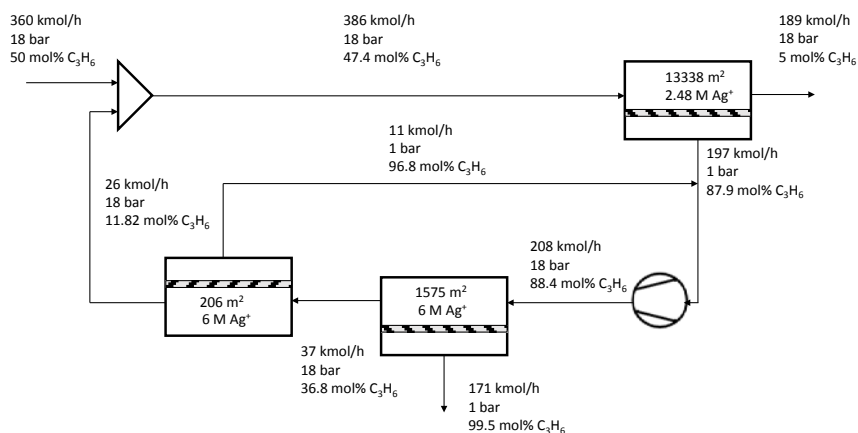 360 kmol/h
18 bar
50 mol% C₃H₆
386 kmol/h
18 bar
47.4 mol% C₃H₆
189 kmol/h
18 bar
5 mol% C₃H₆
13338 m²
2.48 M Ag⁺
11 kmol/h
1 bar
96.8 mol% C₃H₆
197 kmol/h
1 bar
87.9 mol% C₃H₆
26 kmol/h
18 bar
11.82 mol% C₃H₆
208 kmol/h
18 bar
88.4 mol% C₃H₆
206 m²
6 M Ag⁺
1575 m²
6 M Ag⁺
37 kmol/h
18 bar
36.8 mol% C₃H₆
171 kmol/h
1 bar
99.5 mol% C₃H₆